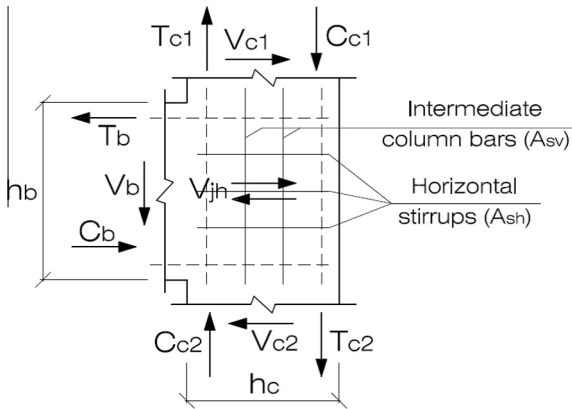 Tc1
Vc1
Cc1
Tb
Intermediate
column bars (Asv)
hb
Vb
Vjh
Horizontal
stirrups (Ash)
Cb
Cc2
Vc2
Tc2
hc